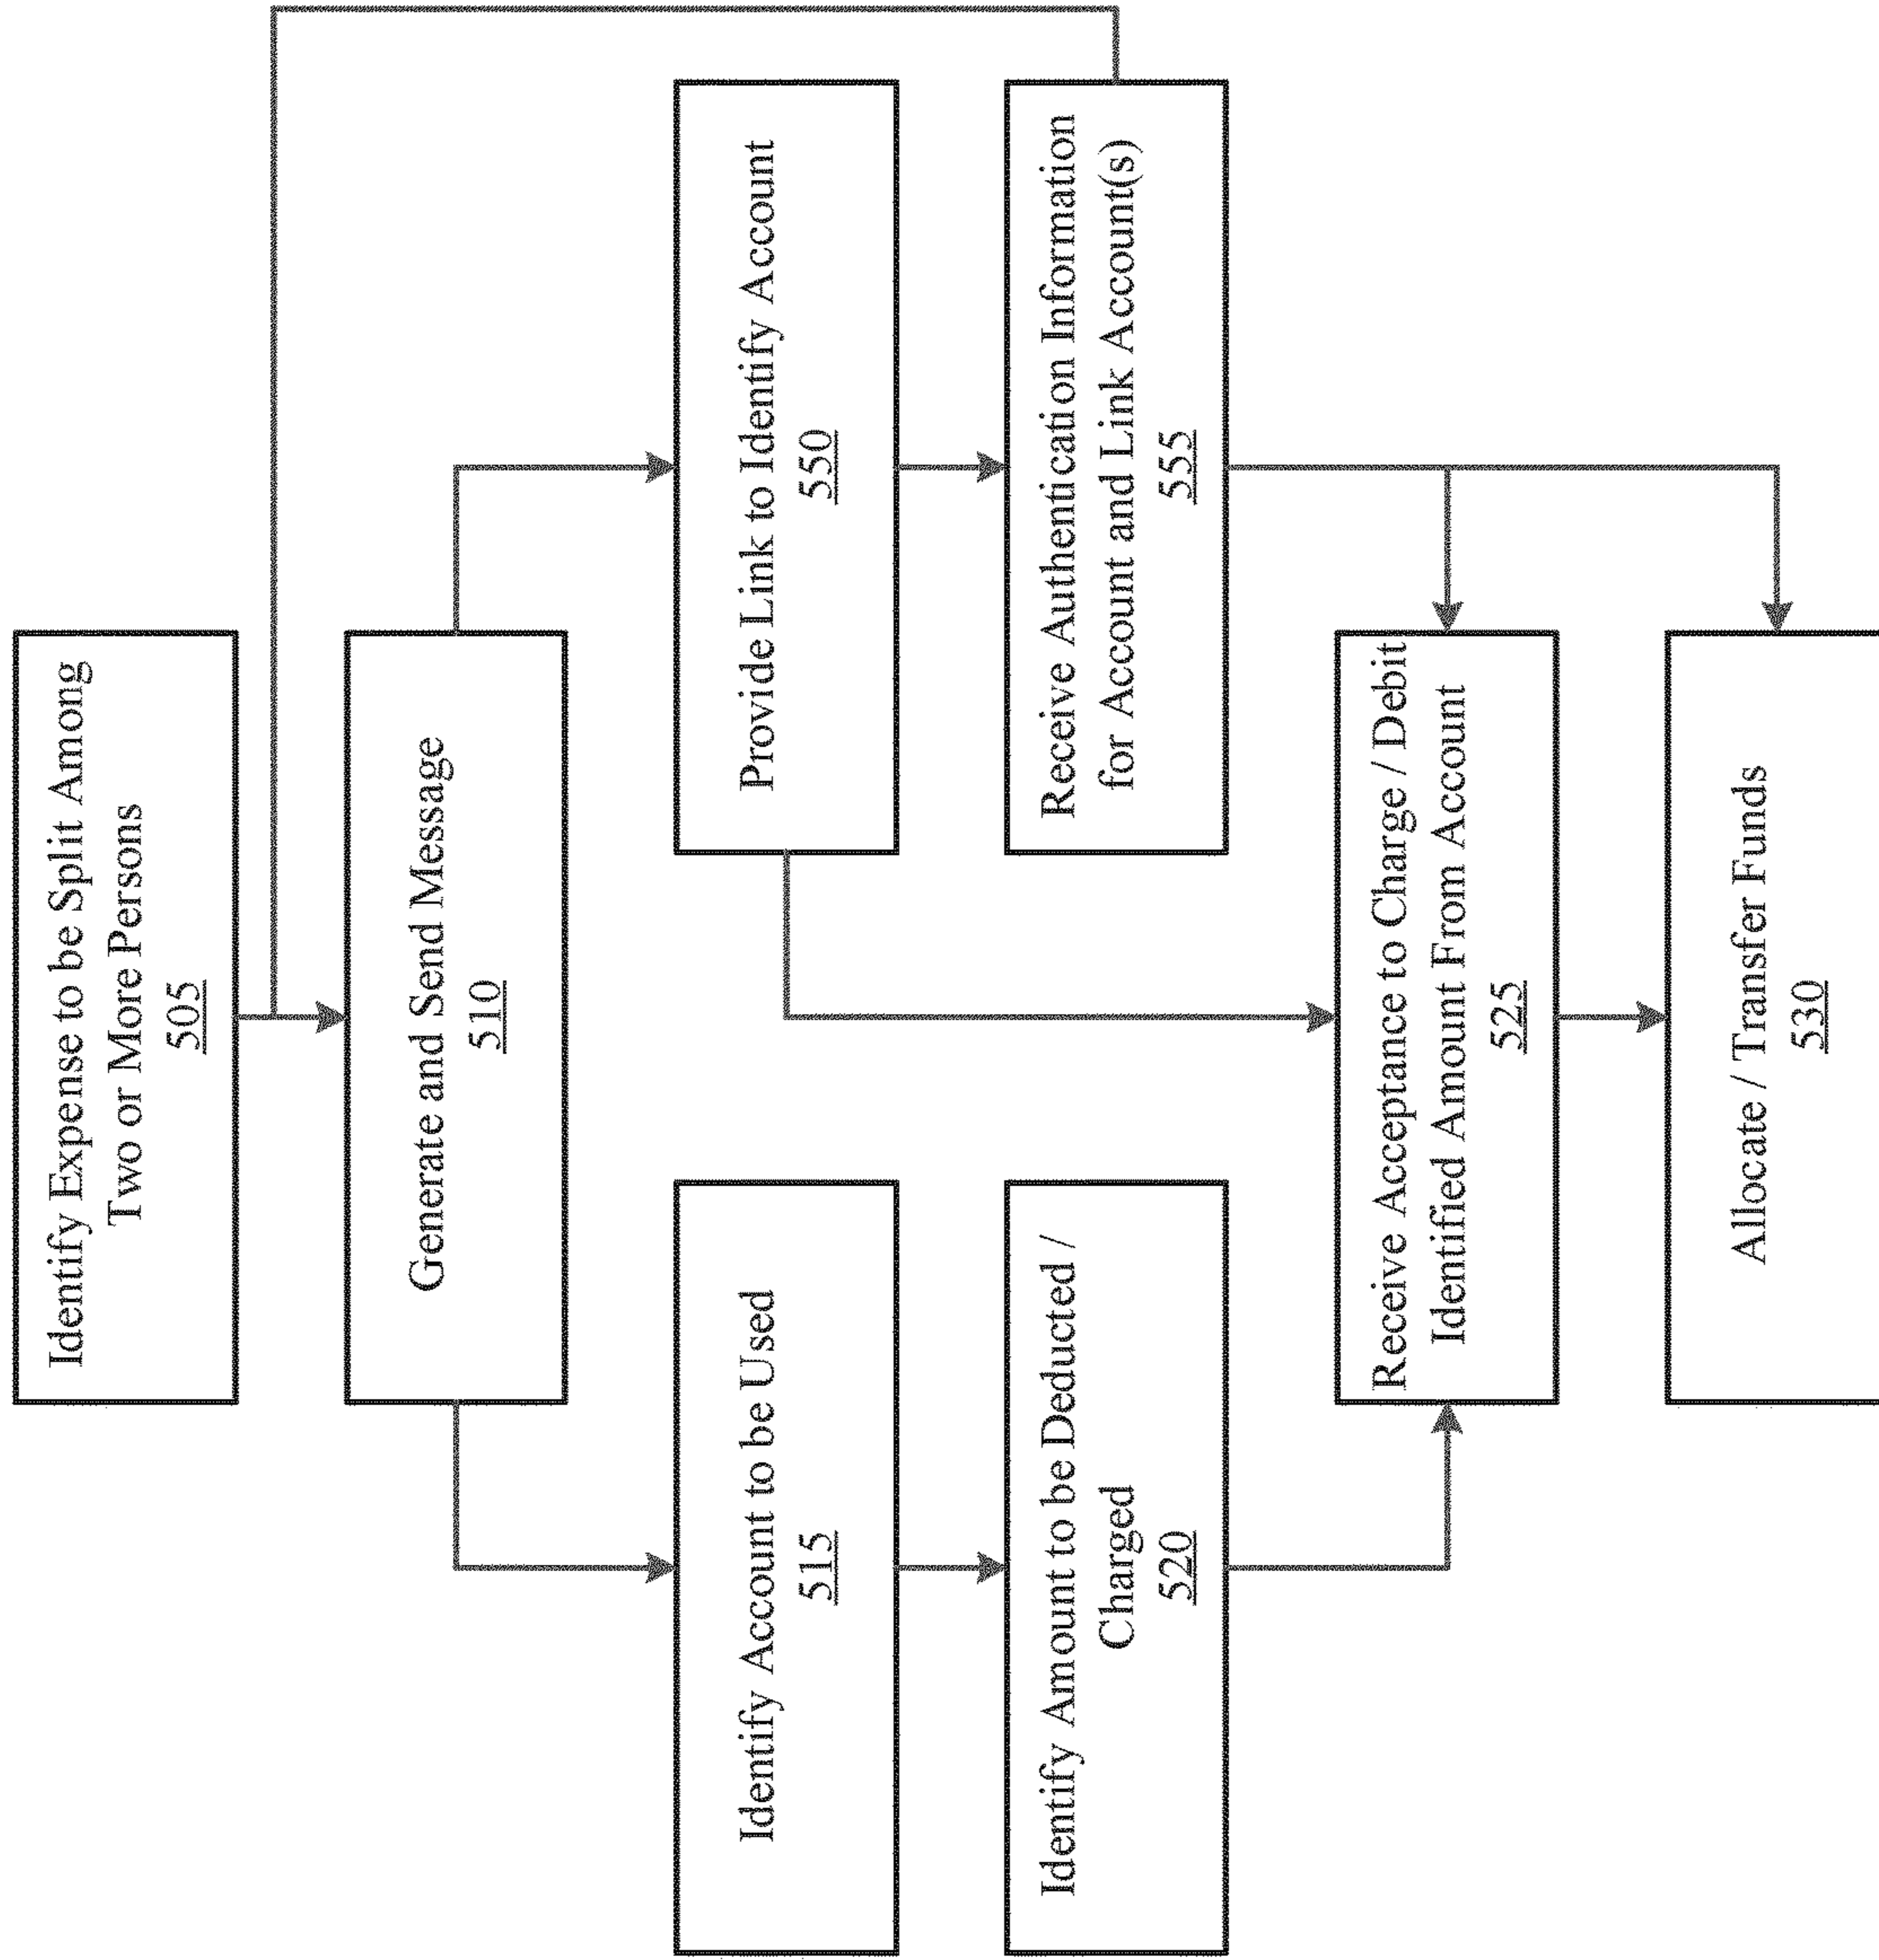 Identify Expense to be Split Among
Two or More Persons
505
Generate and Send Message
510
Identify Account to be Used
515
Provide Link to Identify Account
550
Identify Amount to be Deducted /
Charged
520
Receive Authentication Information
for Account and Link Account(s)
555
Receive Acceptance to Charge / Debit
Identified Amount From Account
525
Allocate / Transfer Funds
530